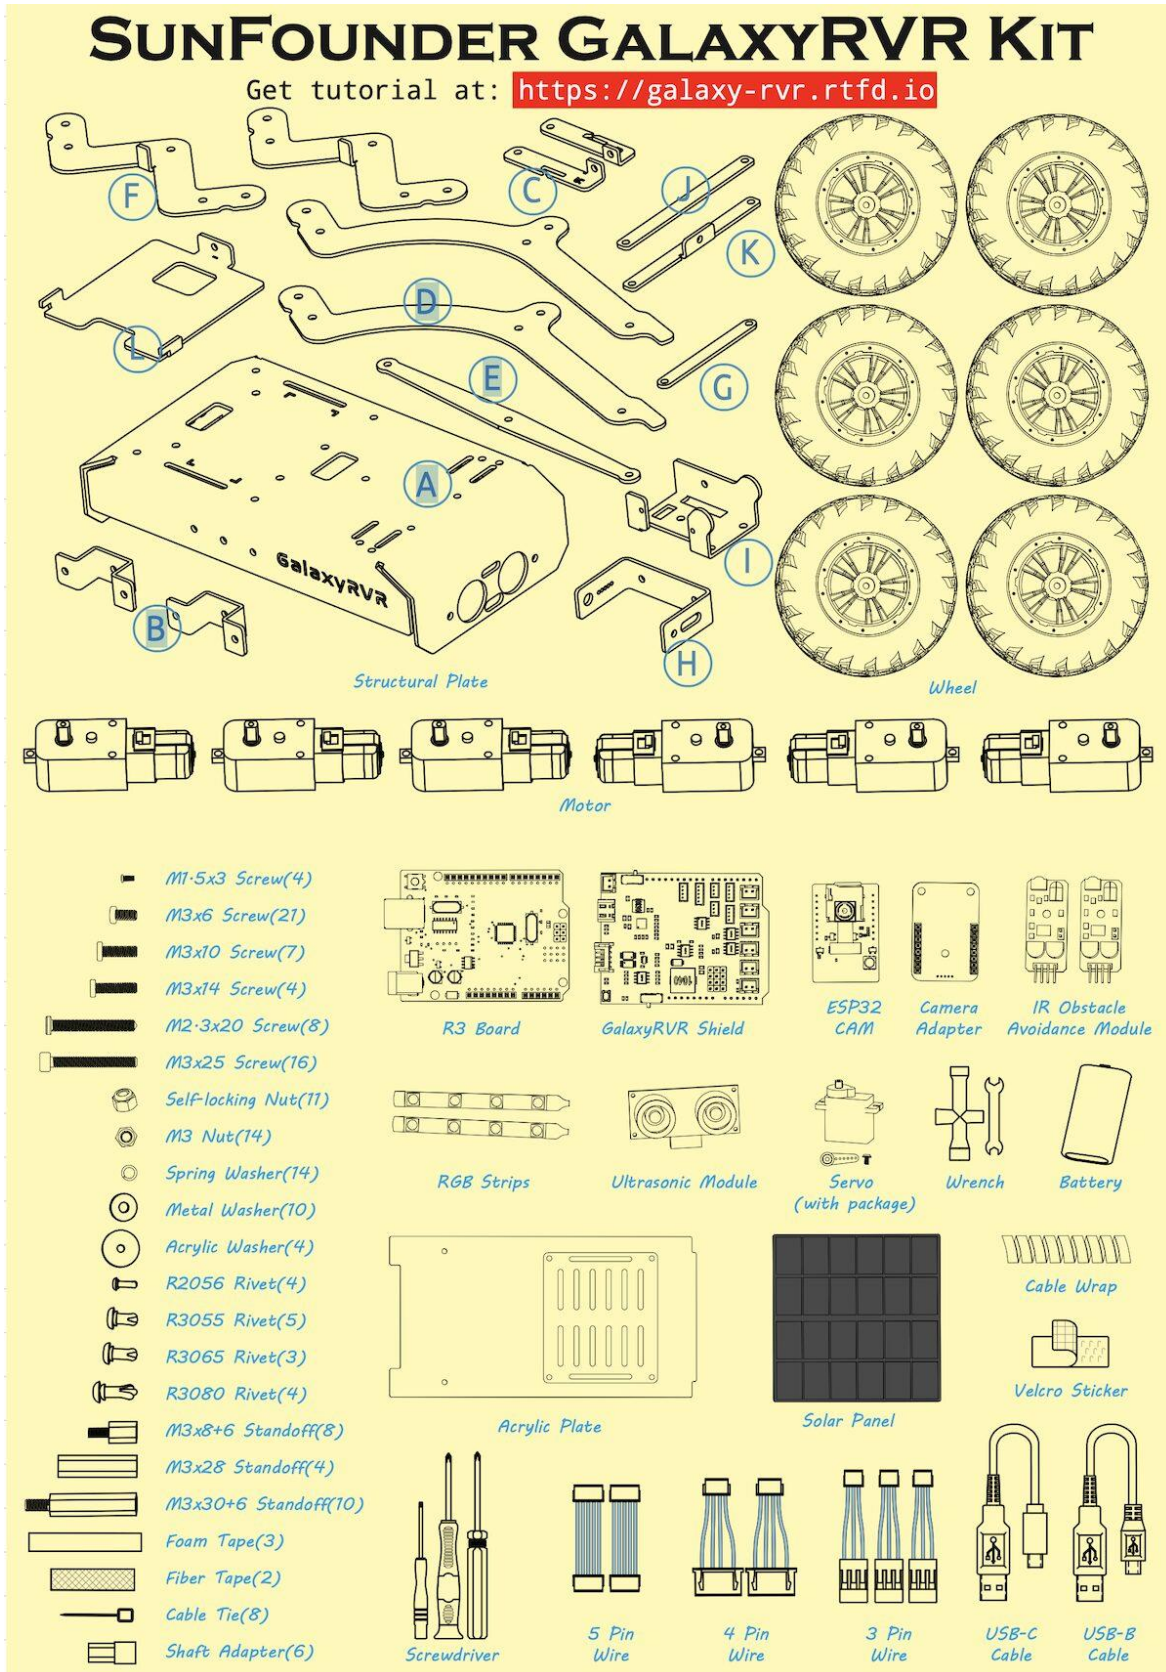 SUNFOUNDER GALAXYRVR KIT
Get tutorial at: https://galaxy-rvr.rtfd.io
F
C
J
K
D
L
E
G
A
I
GalaxyRVR
B
H
Structural Plate
Wheel
Motor
M1.5x3 Screw(4)
M3x6 Screw(21)
M3x10 Screw(7)
M3x14 Screw(4)
M2.3x20 Screw(8)
M3x25 Screw(16)
Self-locking Nut(11)
M3 Nut(14)
Spring Washer(14)
Metal Washer(10)
Acrylic Washer(4)
R2056 Rivet(4)
R3055 Rivet(5)
R3065 Rivet(3)
R3080 Rivet(4)
M3x8+6 Standoff(8)
M3x28 Standoff(4)
M3x30+6 Standoff(10)
Foam Tape(3)
Fiber Tape(2)
Cable Tie(8)
Shaft Adapter(6)
R3 Board
GalaxyRVR Shield
ESP32
CAM
Camera
Adapter
IR Obstacle
Avoidance Module
RGB Strips
Ultrasonic Module
Servo
(with package)
Wrench
Battery
Acrylic Plate
Solar Panel
Cable Wrap
Velcro Sticker
Screwdriver
5 Pin
Wire
4 Pin
Wire
3 Pin
Wire
USB-C
Cable
USB-B
Cable